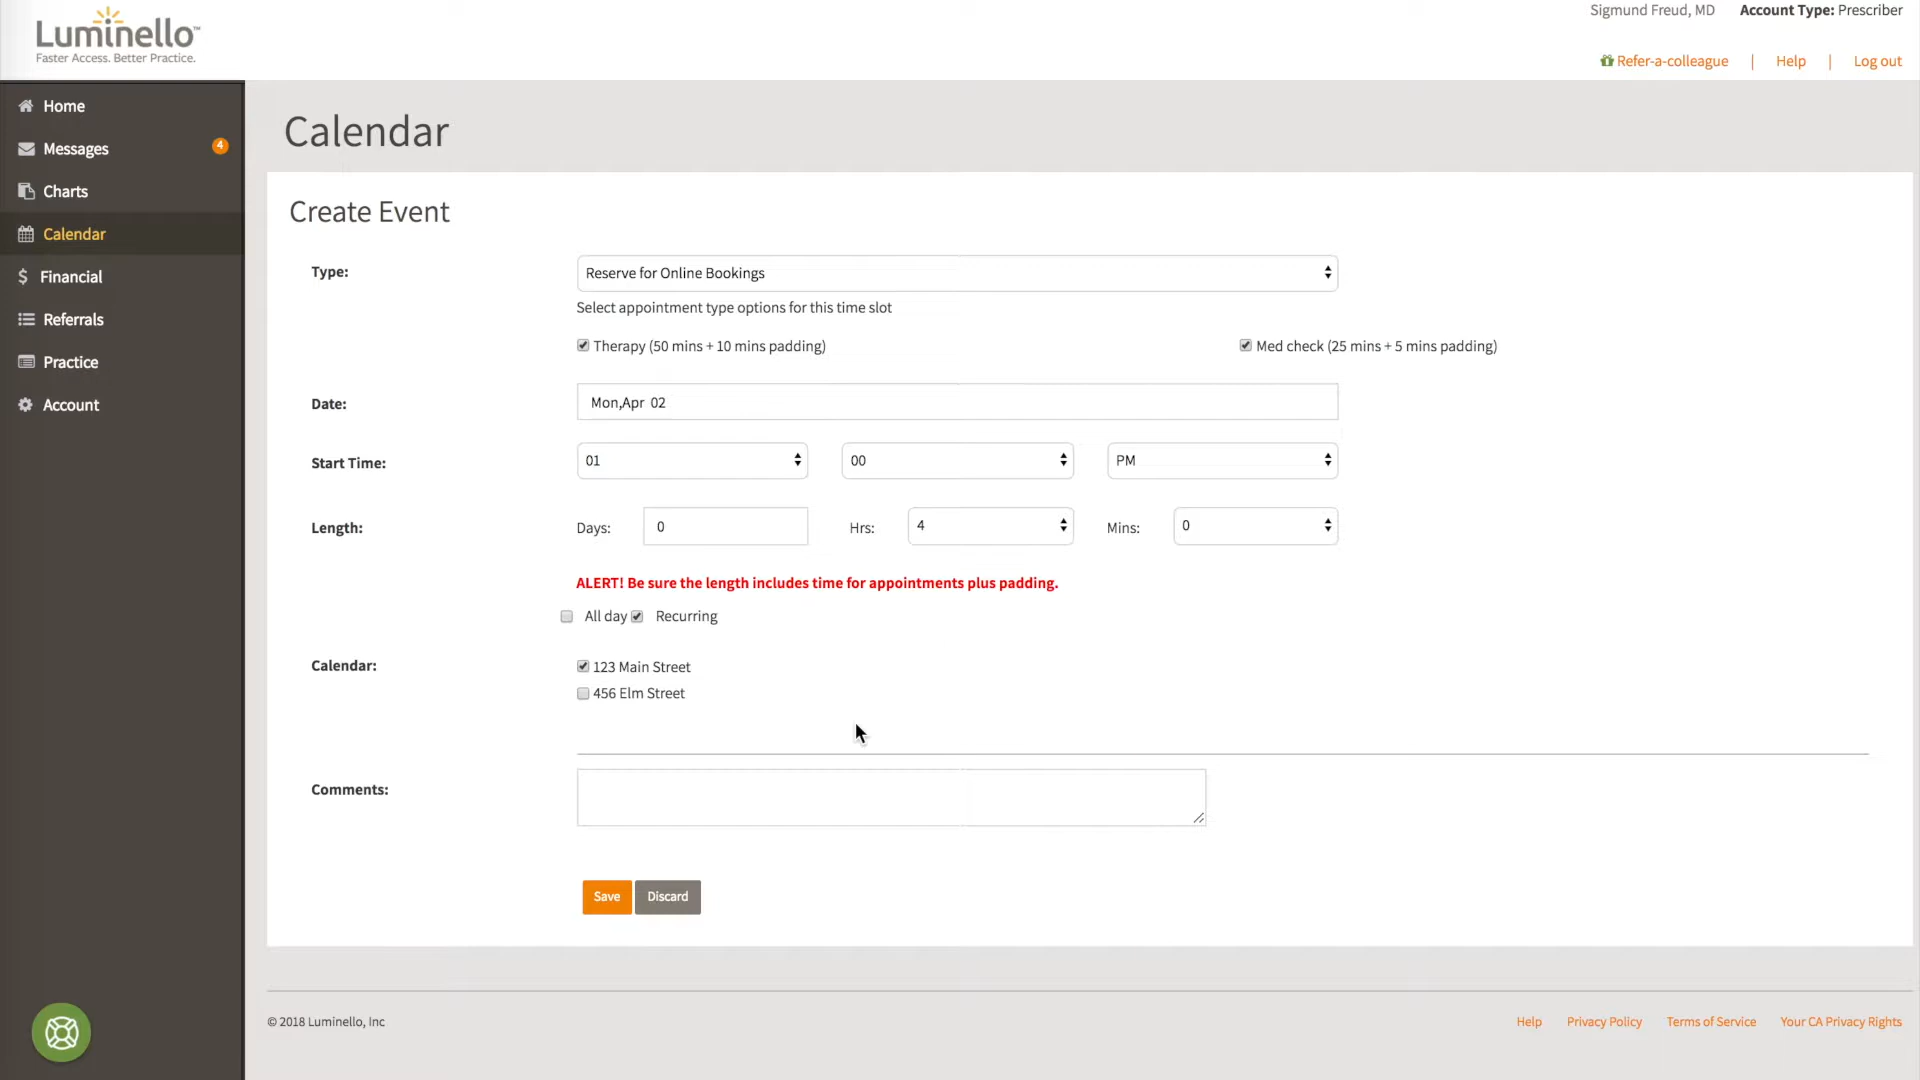 Luminello™
Faster Access. Better Practice.
Sigmund Freud, MD Account Type: Prescriber
Refer-a-colleague | Help | Log out
Home
Messages 4
Charts
Calendar
$ Financial
Referrals
Practice
Account
Calendar
Create Event
Type: Reserve for Online Bookings
Select appointment type options for this time slot
Therapy (50 mins + 10 mins padding) Med check (25 mins + 5 mins padding)
Date: Mon,Apr 02
Start Time: 01 00 PM
Length: Days: 0 Hrs: 4 Mins: 0
ALERT! Be sure the length includes time for appointments plus padding.
All day Recurring
Calendar: 123 Main Street
456 Elm Street
Comments:
Save Discard
© 2018 Luminello, Inc Help Privacy Policy Terms of Service Your CA Privacy Rights